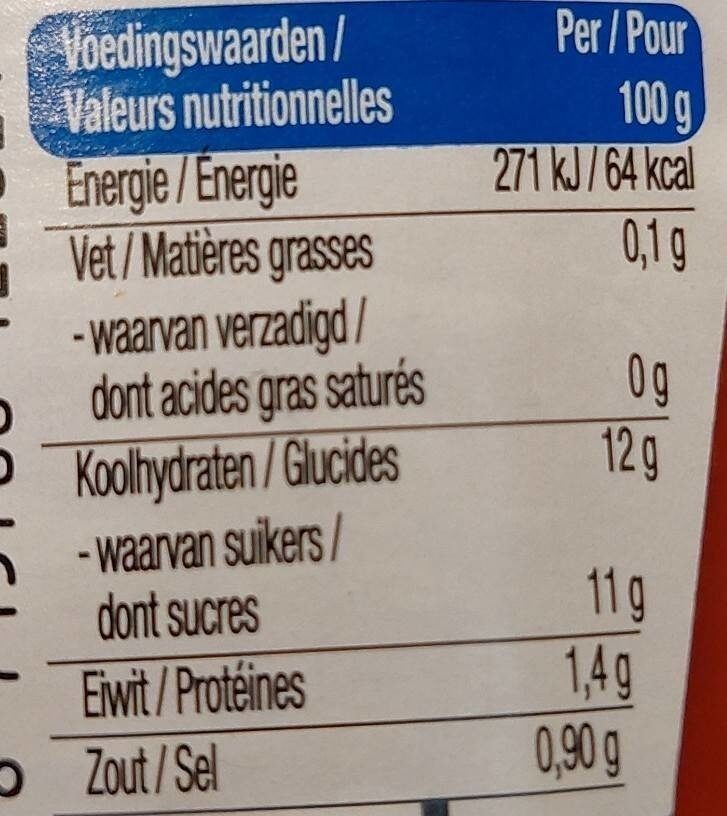 Voedingswaarden / Per / Pour
Valeurs nutritionnelles 100 g
Energie / Énergie 271 kJ / 64 kcal
Vet / Matières grasses 0,1 g
- waarvan verzadigd /
dont acides gras saturés 0 g
Koolhydraten / Glucides 12 g
- waarvan suikers /
dont sucres 11 g
Eiwit / Protéines 1,4 g
Zout / Sel 0,90 g